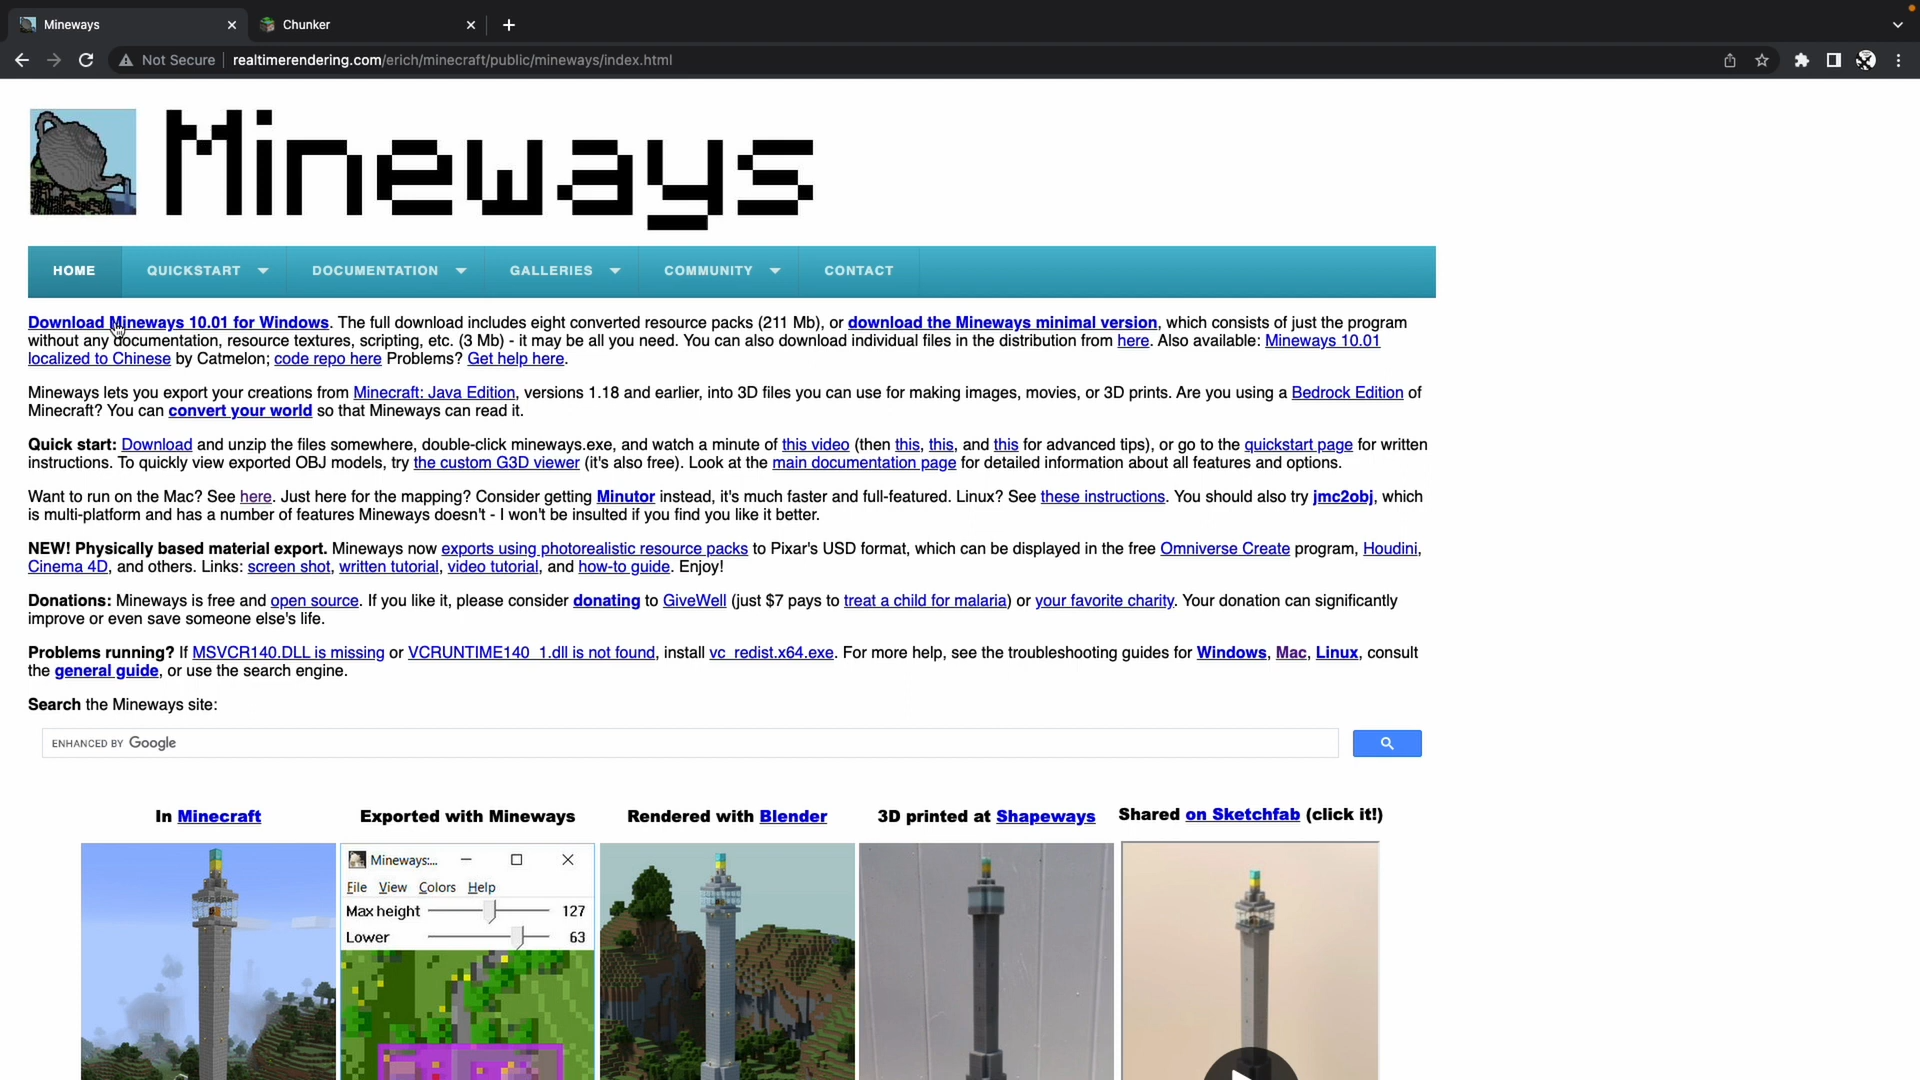 Mineways
Chunker
Not Secure
realtimerendering.com/erich/minecraft/public/mineways/index.html
Mineways
HOME
QUICKSTART
DOCUMENTATION
GALLERIES
COMMUNITY
CONTACT
Download Mineways 10.01 for Windows. The full download includes eight converted resource packs (211 Mb), or download the Mineways minimal version, which consists of just the program
without any documentation, resource textures, scripting, etc. (3 Mb) - it may be all you need. You can also download individual files in the distribution from here. Also available: Mineways 10.01
localized to Chinese by Catmelon; code repo here Problems? Get help here.
Mineways lets you export your creations from Minecraft: Java Edition, versions 1.18 and earlier, into 3D files you can use for making images, movies, or 3D prints. Are you using a Bedrock Edition of
Minecraft? You can convert your world so that Mineways can read it.
Quick start: Download and unzip the files somewhere, double-click mineways.exe, and watch a minute of this video (then this, this, and this for advanced tips), or go to the quickstart page for written
instructions. To quickly view exported OBJ models, try the custom G3D viewer (it's also free). Look at the main documentation page for detailed information about all features and options.
Want to run on the Mac? See here. Just here for the mapping? Consider getting Minutor instead, it's much faster and full-featured. Linux? See these instructions. You should also try jmc2obj, which
is multi-platform and has a number of features Mineways doesn't - I won't be insulted if you find you like it better.
NEW! Physically based material export. Mineways now exports using photorealistic resource packs to Pixar's USD format, which can be displayed in the free Omniverse Create program, Houdini,
Cinema 4D, and others. Links: screen shot, written tutorial, video tutorial, and how-to guide. Enjoy!
Donations: Mineways is free and open source. If you like it, please consider donating to GiveWell (just $7 pays to treat a child for malaria) or your favorite charity. Your donation can significantly
improve or even save someone else's life.
Problems running? If MSVCR140.DLL is missing or VCRUNTIME140_1.dll is not found, install vc_redist.x64.exe. For more help, see the troubleshooting guides for Windows, Mac, Linux, consult
the general guide, or use the search engine.
Search the Mineways site:
ENHANCED BY Google
In Minecraft
Exported with Mineways
Rendered with Blender
3D printed at Shapeways
Shared on Sketchfab (click it!)
Mineways:...
File View Colors Help
Max height 127
Lower 63